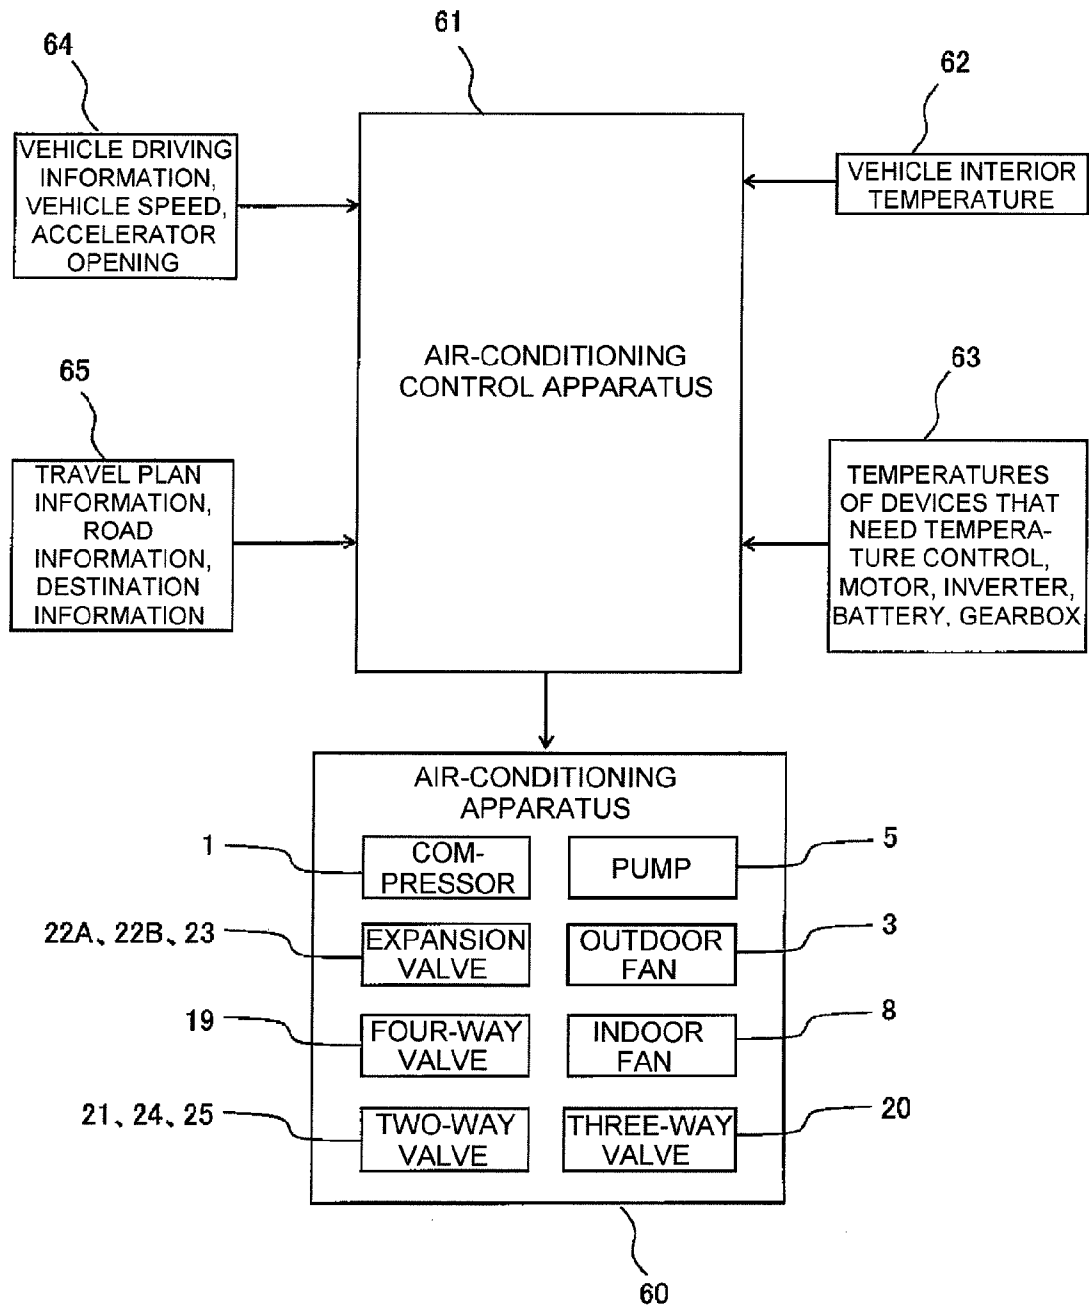 64
61
62
VEHICLE DRIVING
INFORMATION,
VEHICLE SPEED,
ACCELERATOR
OPENING
VEHICLE INTERIOR
TEMPERATURE
AIR-CONDITIONING
CONTROL APPARATUS
65
63
TRAVEL PLAN
INFORMATION,
ROAD
INFORMATION,
DESTINATION
INFORMATION
TEMPERATURES
OF DEVICES THAT
NEED TEMPERA-
TURE CONTROL,
MOTOR, INVERTER,
BATTERY, GEARBOX
AIR-CONDITIONING
APPARATUS
1
COM-
PRESSOR
PUMP
5
22A、22B、23
EXPANSION
VALVE
OUTDOOR
FAN
3
19
FOUR-WAY
VALVE
INDOOR
FAN
8
21、24、25
TWO-WAY
VALVE
THREE-WAY
VALVE
20
60